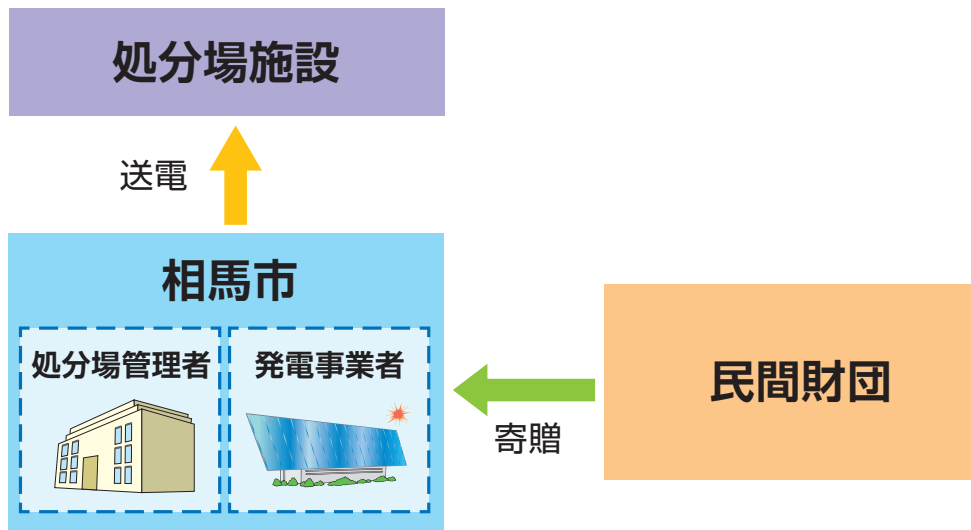 処分場施設
送電
相馬市
処分場管理者
発電事業者
民間財団
寄贈